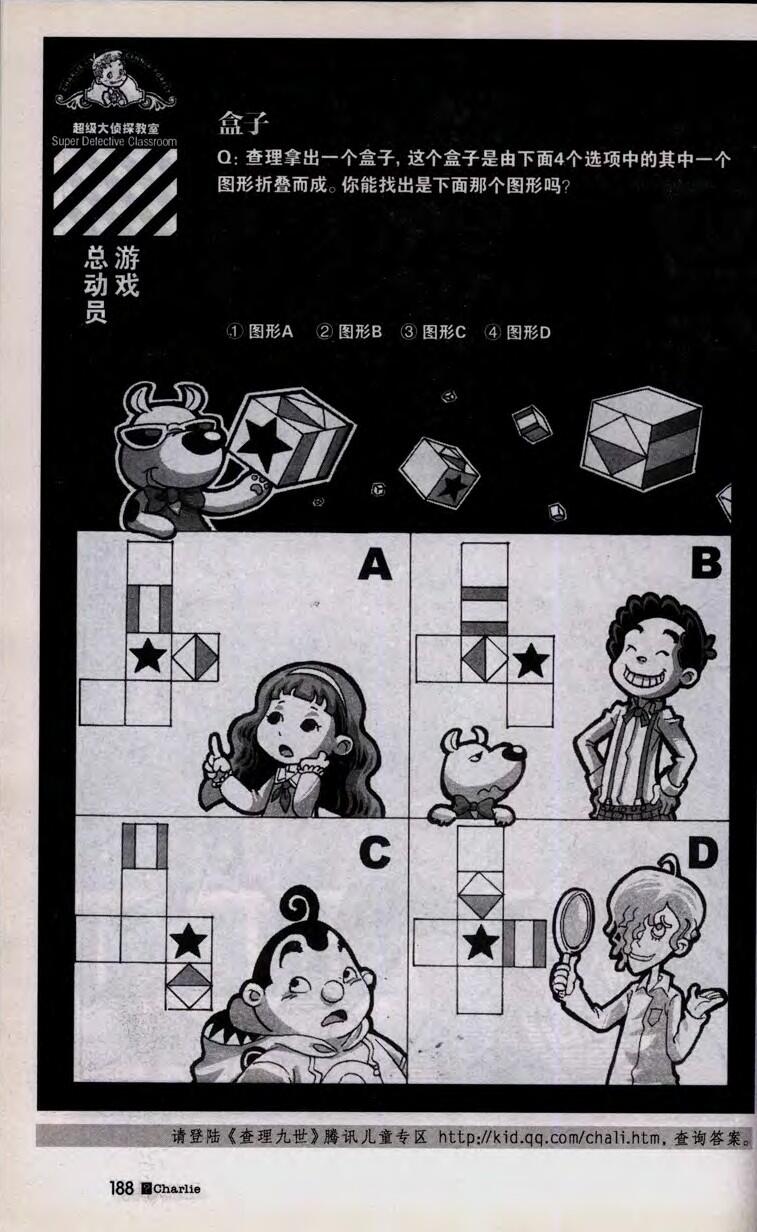 超级大侦探教室
Super Detective Classroom
游戏
总动员
盒子
Q: 查理拿出一个盒子, 这个盒子是由下面4个选项中的其中一个
图形折叠而成。你能找出是下面那个图形吗?
① 图形A ② 图形B ③ 图形C ④ 图形D
A
B
C
D
请登陆《查理九世》腾讯儿童专区 http://kid.qq.com/chali.htm, 查询答案。
188 Charlie